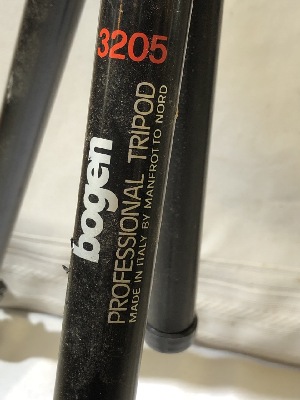 3205
bogen
PROFESSIONAL TRIPOD
MADE IN ITALY BY MANFROTTO NORD